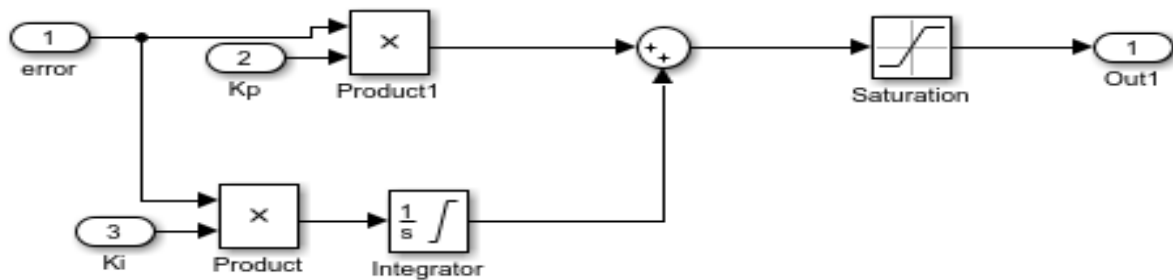 1
error
2
Kp
×
Product1
+
+
Saturation
1
Out1
3
Ki
×
Product
1
s
Integrator